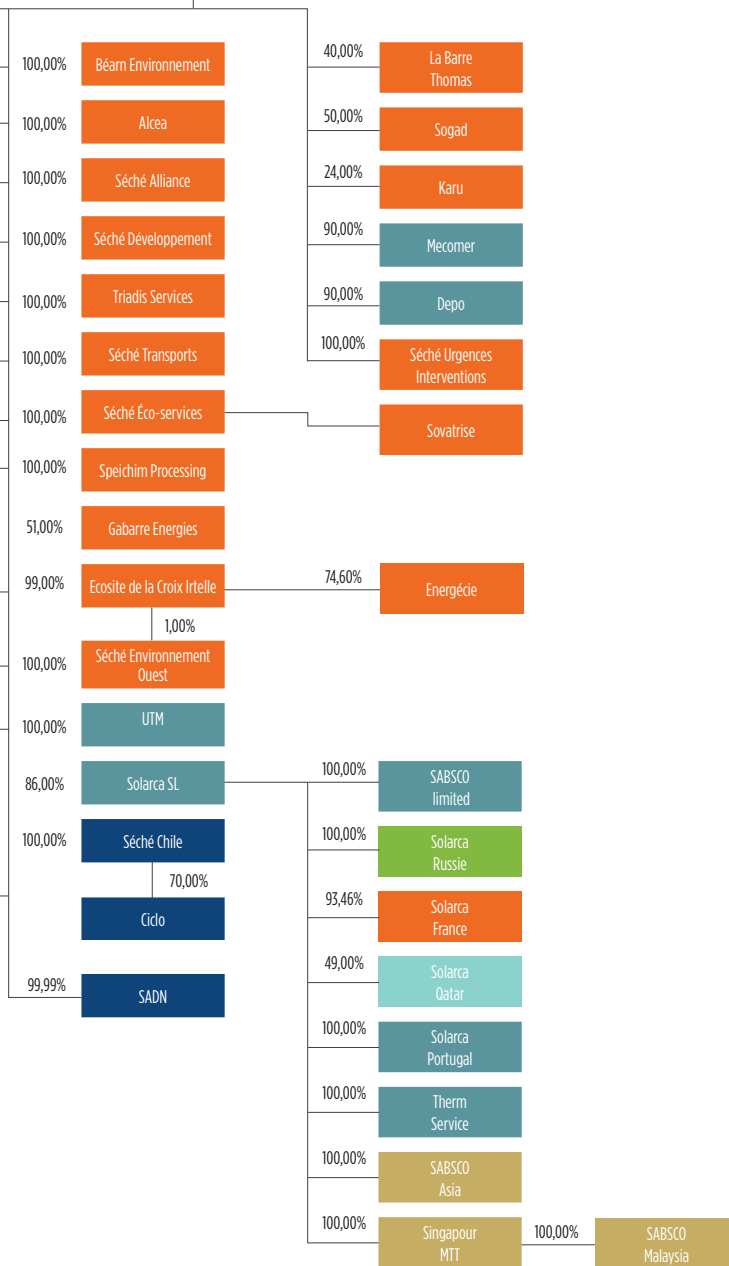 100,00%
Béarn Environnement
100,00%
Alcea
100,00%
Séché Alliance
100,00%
Séché Développement
100,00%
Triadis Services
100,00%
Séché Transports
100,00%
Séché Éco-services
100,00%
Speichim Processing
51,00%
Gabarre Energies
99,00%
Ecosite de la Croix Irtelle
1,00%
100,00%
Séché Environnement
Ouest
100,00%
UTM
86,00%
Solarca SL
100,00%
Séché Chile
70,00%
Ciclo
99,99%
SADN
40,00%
La Barre
Thomas
50,00%
Sogad
24,00%
Karu
90,00%
Mecomer
90,00%
Depo
100,00%
Séché Urgences
Interventions
Sovatrise
74,60%
Energécie
100,00%
SABSCO
limited
100,00%
Solarca
Russie
93,46%
Solarca
France
49,00%
Solarca
Qatar
100,00%
Solarca
Portugal
100,00%
Therm
Service
100,00%
SABSCO
Asia
100,00%
Singapour
MTT
100,00%
SABSCO
Malaysia